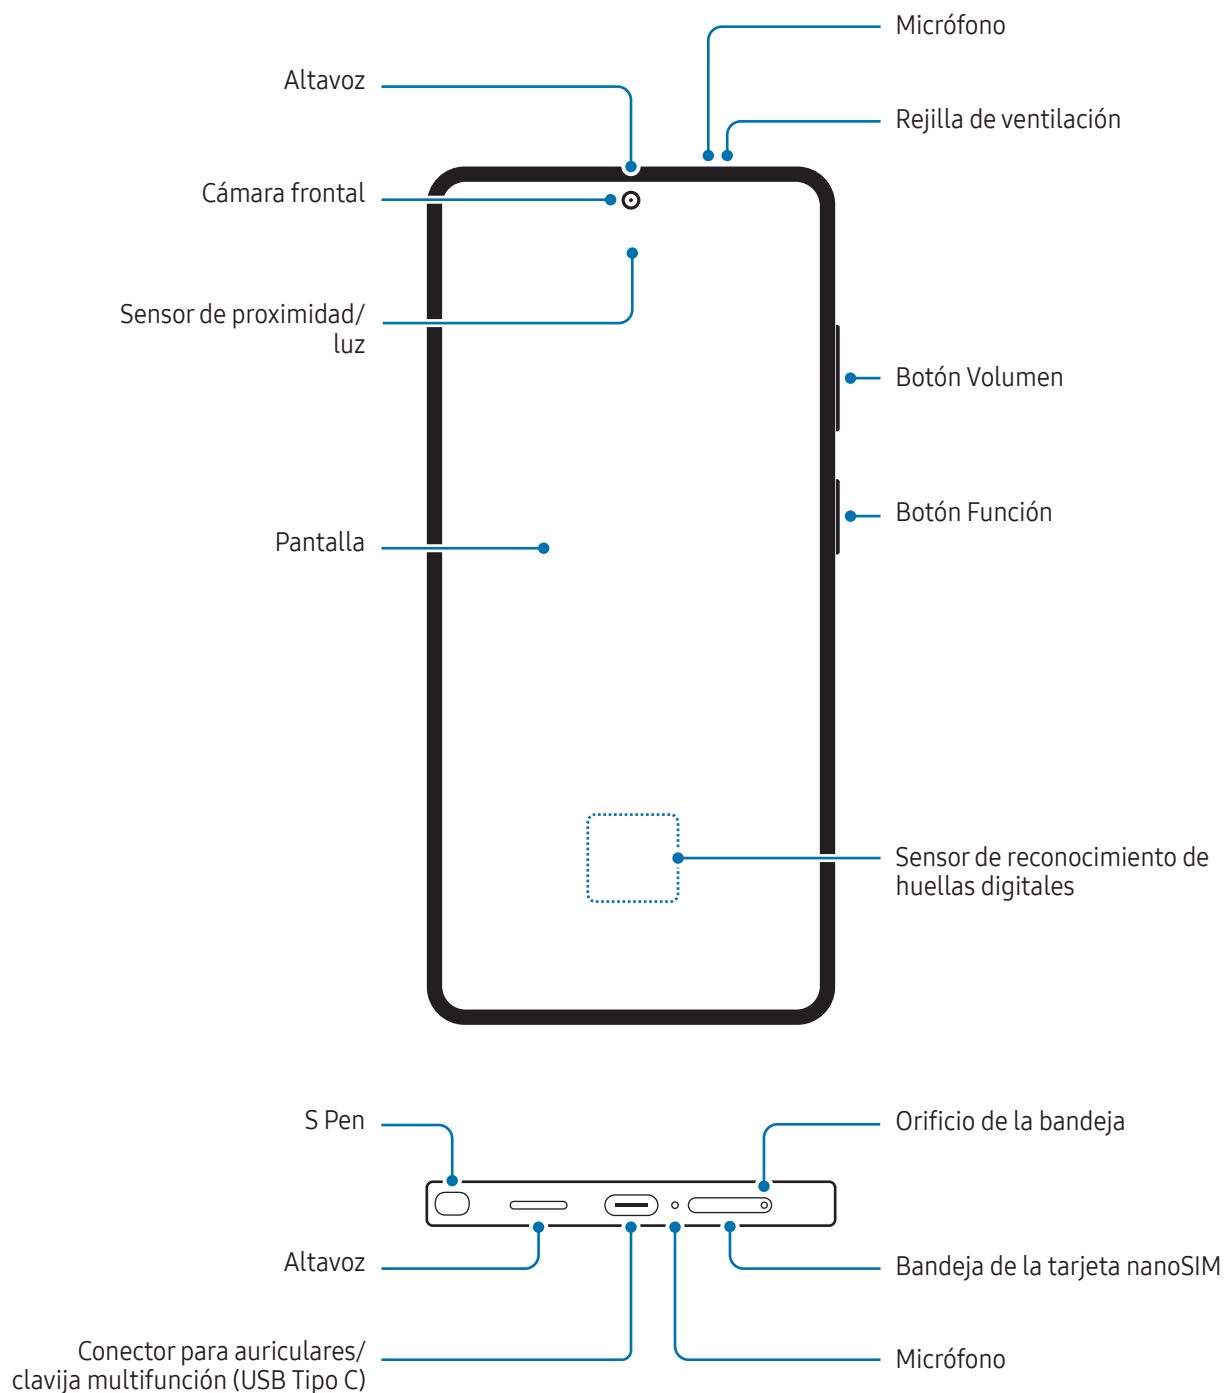 Micrófono
Altavoz
Rejilla de ventilación
Cámara frontal
Sensor de proximidad/
luz
Botón Volumen
Botón Función
Pantalla
Sensor de reconocimiento de
huellas digitales
S Pen
Orificio de la bandeja
Altavoz
Bandeja de la tarjeta nanoSIM
Conector para auriculares/
clavija multifunción (USB Tipo C)
Micrófono